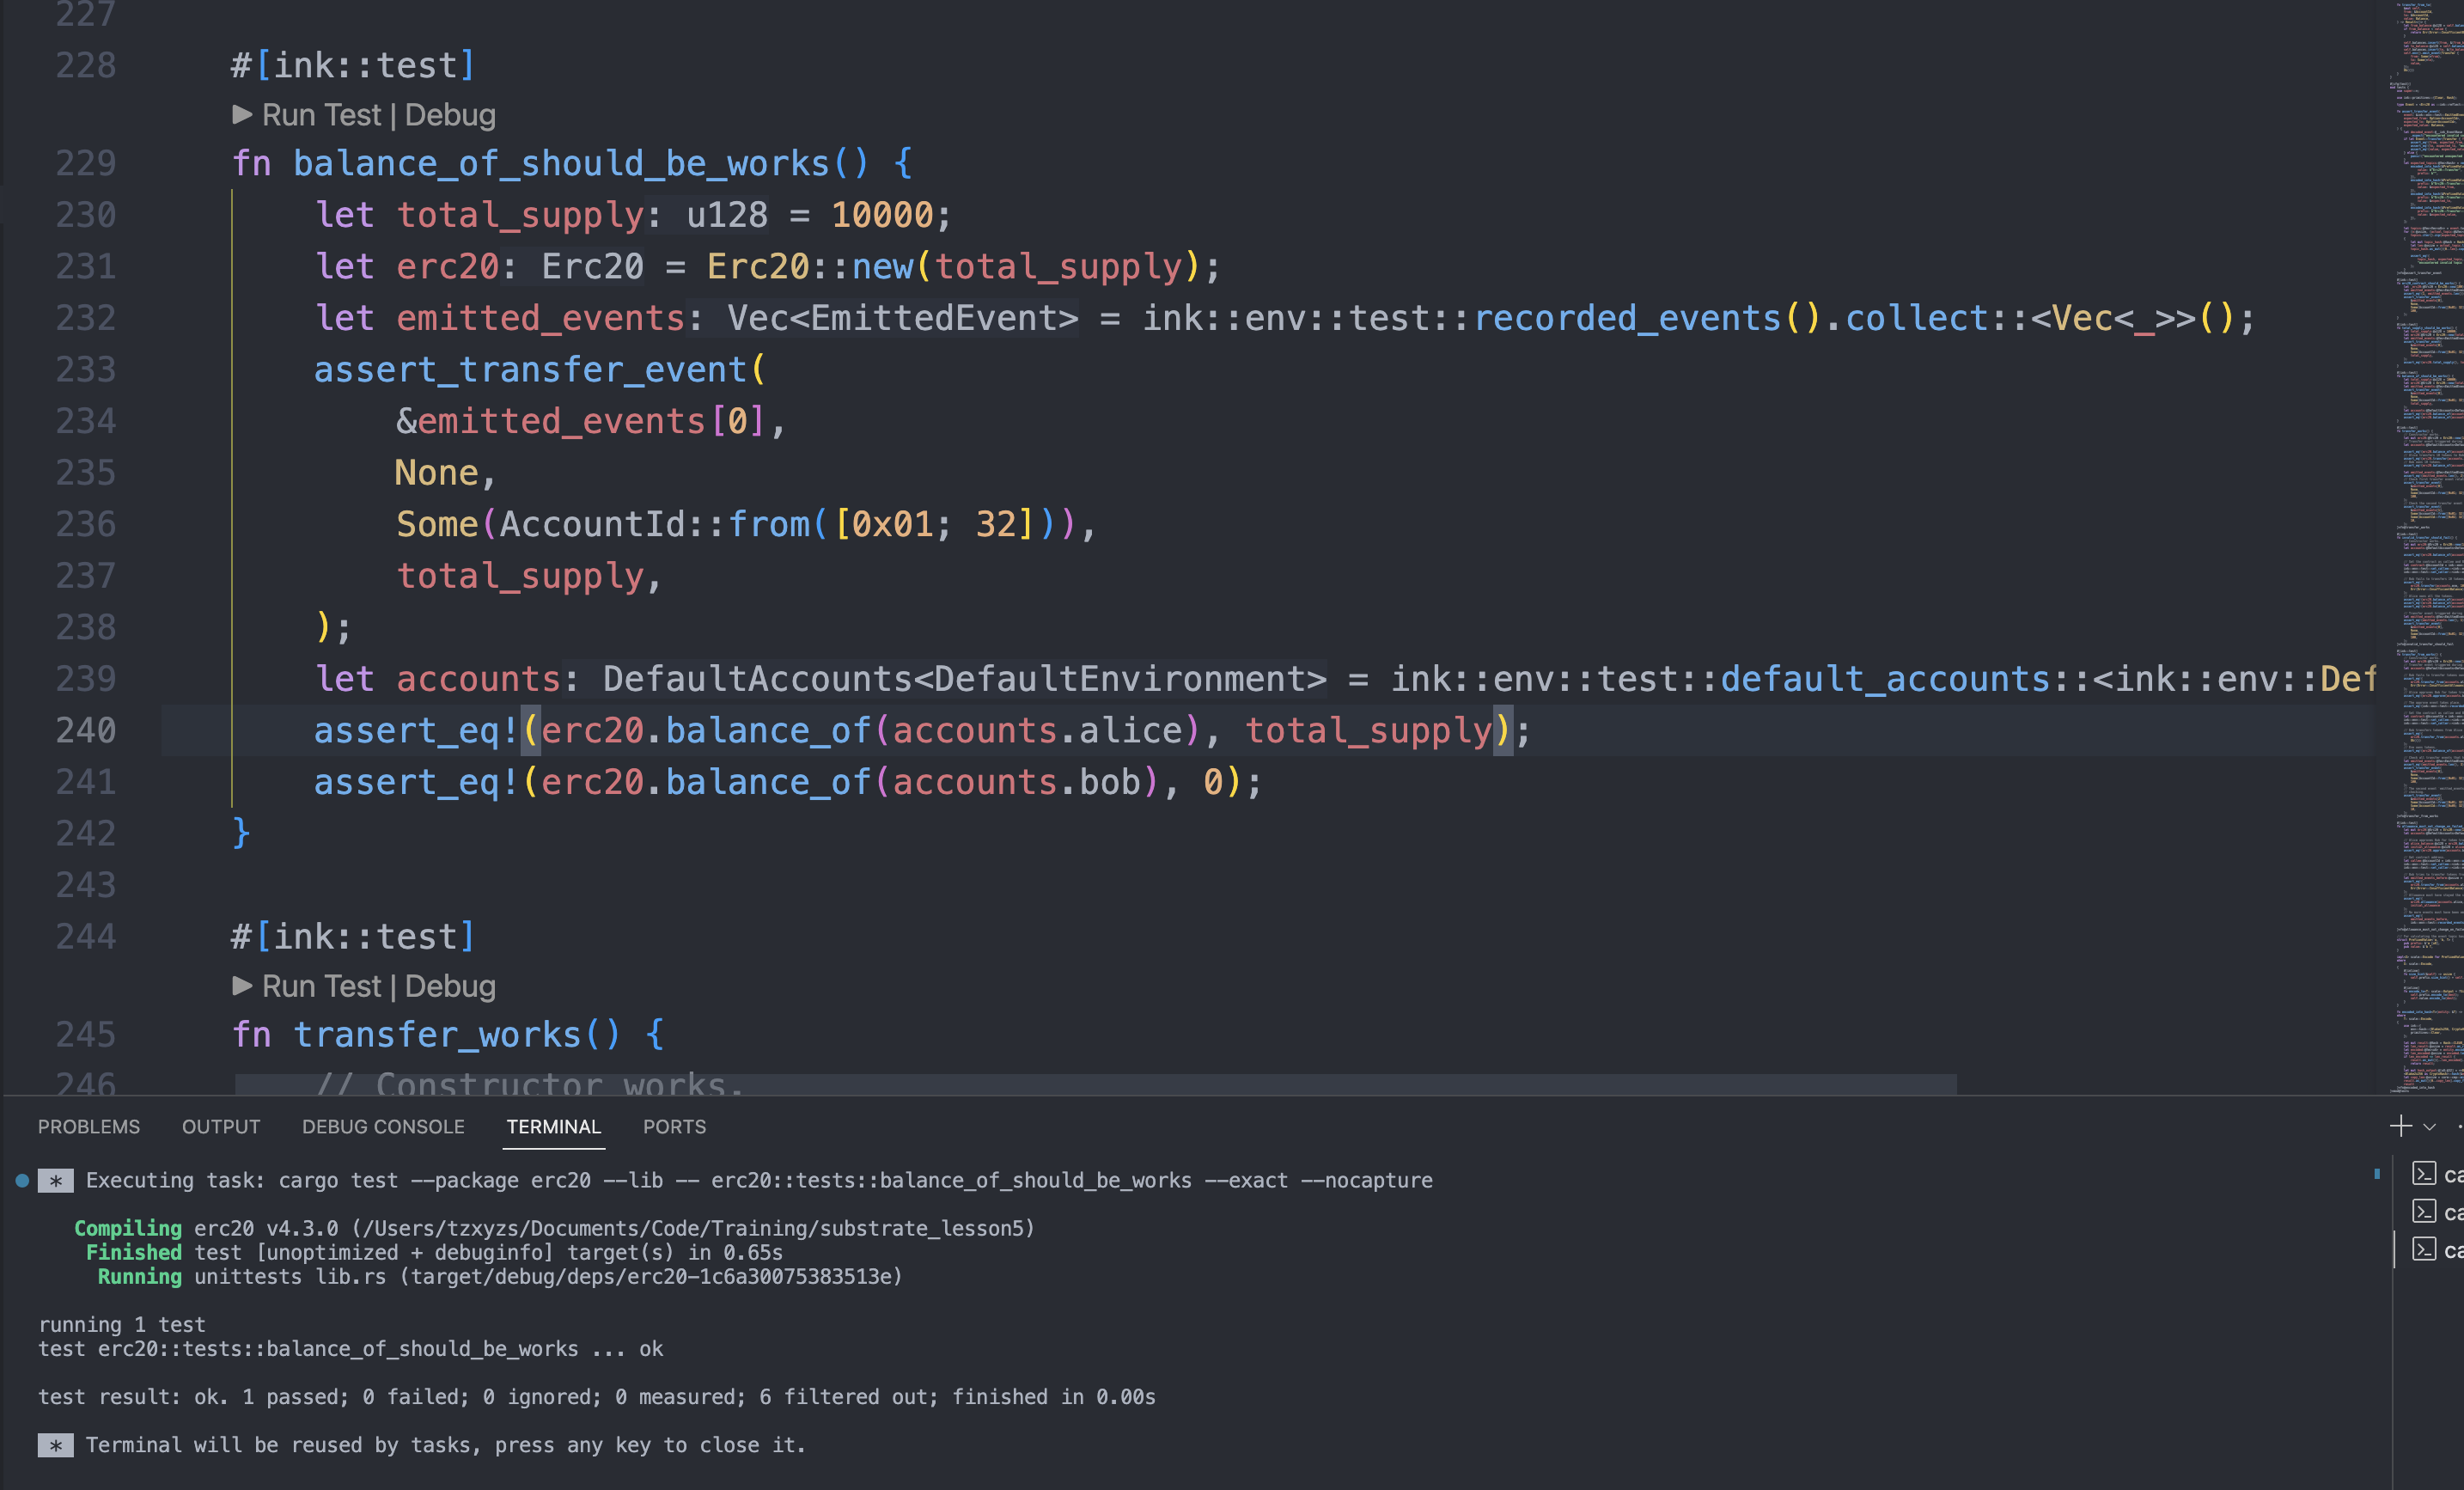 227
228 #[ink::test]
▶ Run Test | Debug
229 fn balance_of_should_be_works() {
230 let total_supply: u128 = 10000;
231 let erc20: Erc20 = Erc20::new(total_supply);
232 let emitted_events: Vec<EmittedEvent> = ink::env::test::recorded_events().collect::<Vec<_>>();
233 assert_transfer_event(
234 &emitted_events[0],
235 None,
236 Some(AccountId::from([0x01; 32])),
237 total_supply,
238 );
239 let accounts: DefaultAccounts<DefaultEnvironment> = ink::env::test::default_accounts::<ink::env::Def
240 assert_eq!(erc20.balance_of(accounts.alice), total_supply);
241 assert_eq!(erc20.balance_of(accounts.bob), 0);
242 }
243
244 #[ink::test]
▶ Run Test | Debug
245 fn transfer_works() {
246 // Constructor works.
PROBLEMS OUTPUT DEBUG CONSOLE TERMINAL PORTS
* Executing task: cargo test --package erc20 --lib -- erc20::tests::balance_of_should_be_works --exact --nocapture
Compiling erc20 v4.3.0 (/Users/tzxyzs/Documents/Code/Training/substrate_lesson5)
Finished test [unoptimized + debuginfo] target(s) in 0.65s
Running unittests lib.rs (target/debug/deps/erc20-1c6a30075383513e)
running 1 test
test erc20::tests::balance_of_should_be_works ... ok
test result: ok. 1 passed; 0 failed; 0 ignored; 0 measured; 6 filtered out; finished in 0.00s
* Terminal will be reused by tasks, press any key to close it.
ca
ca
ca